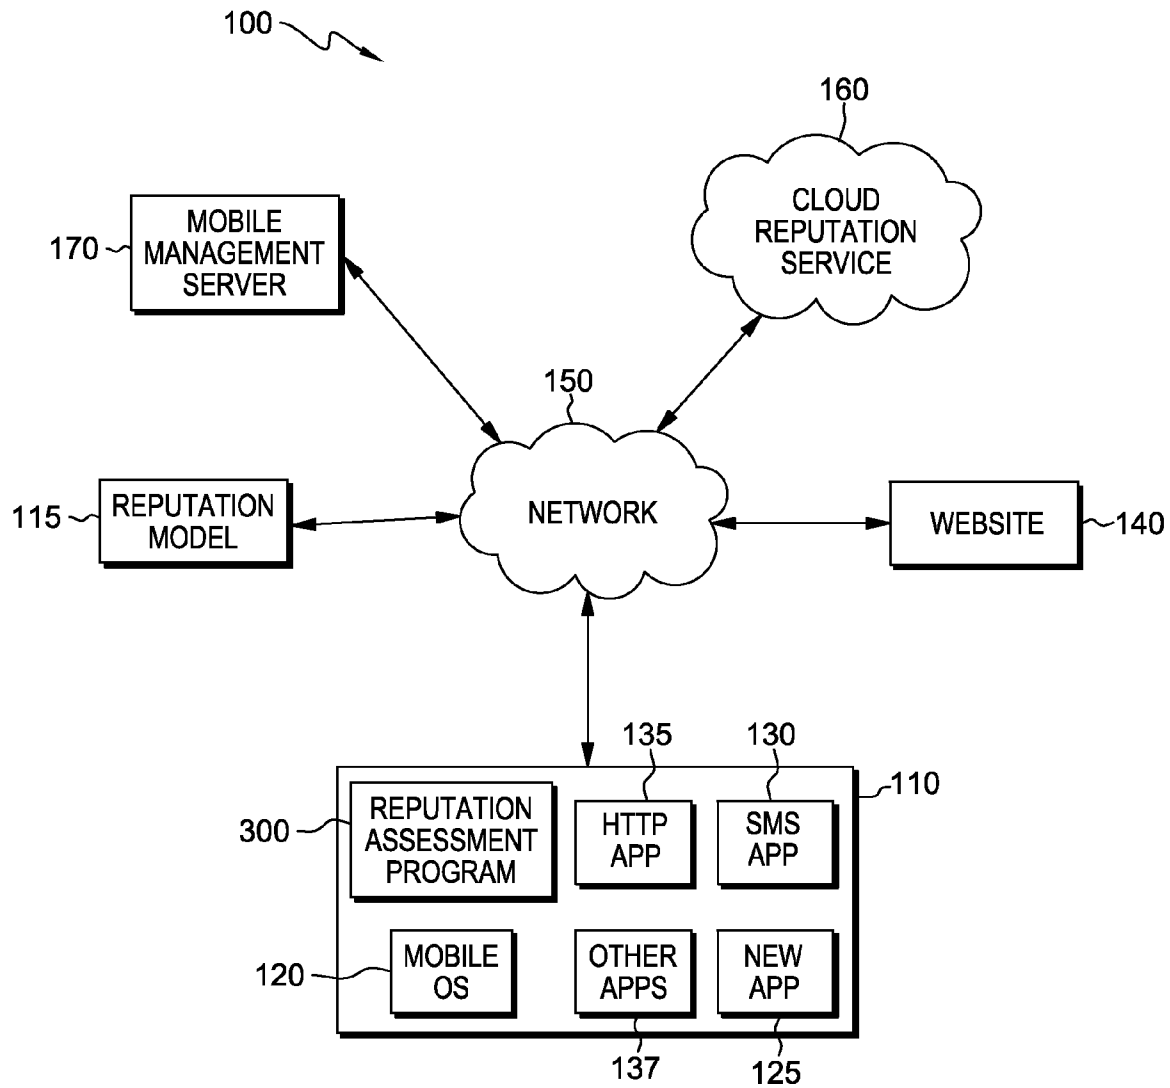 100
160
CLOUD
REPUTATION
SERVICE
MOBILE
MANAGEMENT
SERVER
170
150
NETWORK
115
REPUTATION
MODEL
WEBSITE
140
135
130
110
300
REPUTATION
ASSESSMENT
PROGRAM
HTTP
APP
SMS
APP
120
MOBILE
OS
OTHER
APPS
NEW
APP
137
125